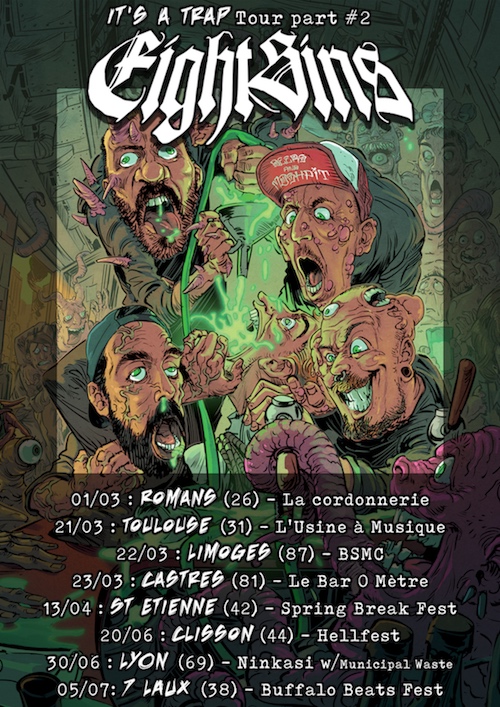 IT'S A TRAP Tour part #2
EightSins
01/03 : ROMANS (26) - La cordonnerie
21/03 : TOULOUSE (31) - L'Usine à Musique
22/03 : LIMOGES (87) - BSMC
23/03 : CASTRES (81) - Le Bar O Mètre
13/04 : ST ETIENNE (42) - Spring Break Fest
20/06 : CLISSON (44) - Hellfest
30/06 : LYON (69) - Ninkasi w/Municipal Waste
05/07: 7 LAUX (38) - Buffalo Beats Fest